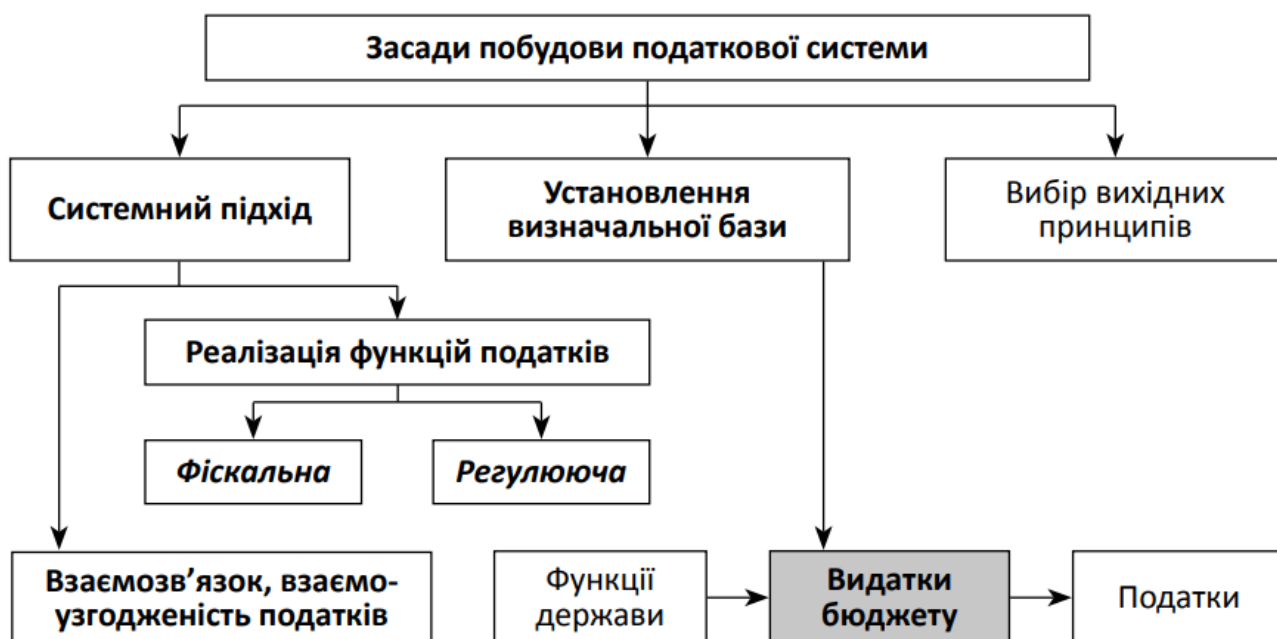 Засади побудови податкової системи
Системний підхід
Установлення
визначальної бази
Вибір вихідних
принципів
Реалізація функцій податків
Фіскальна
Регулююча
Взаємозв’язок, взаємо-
узгодженість податків
Функції
держави
Видатки
бюджету
Податки